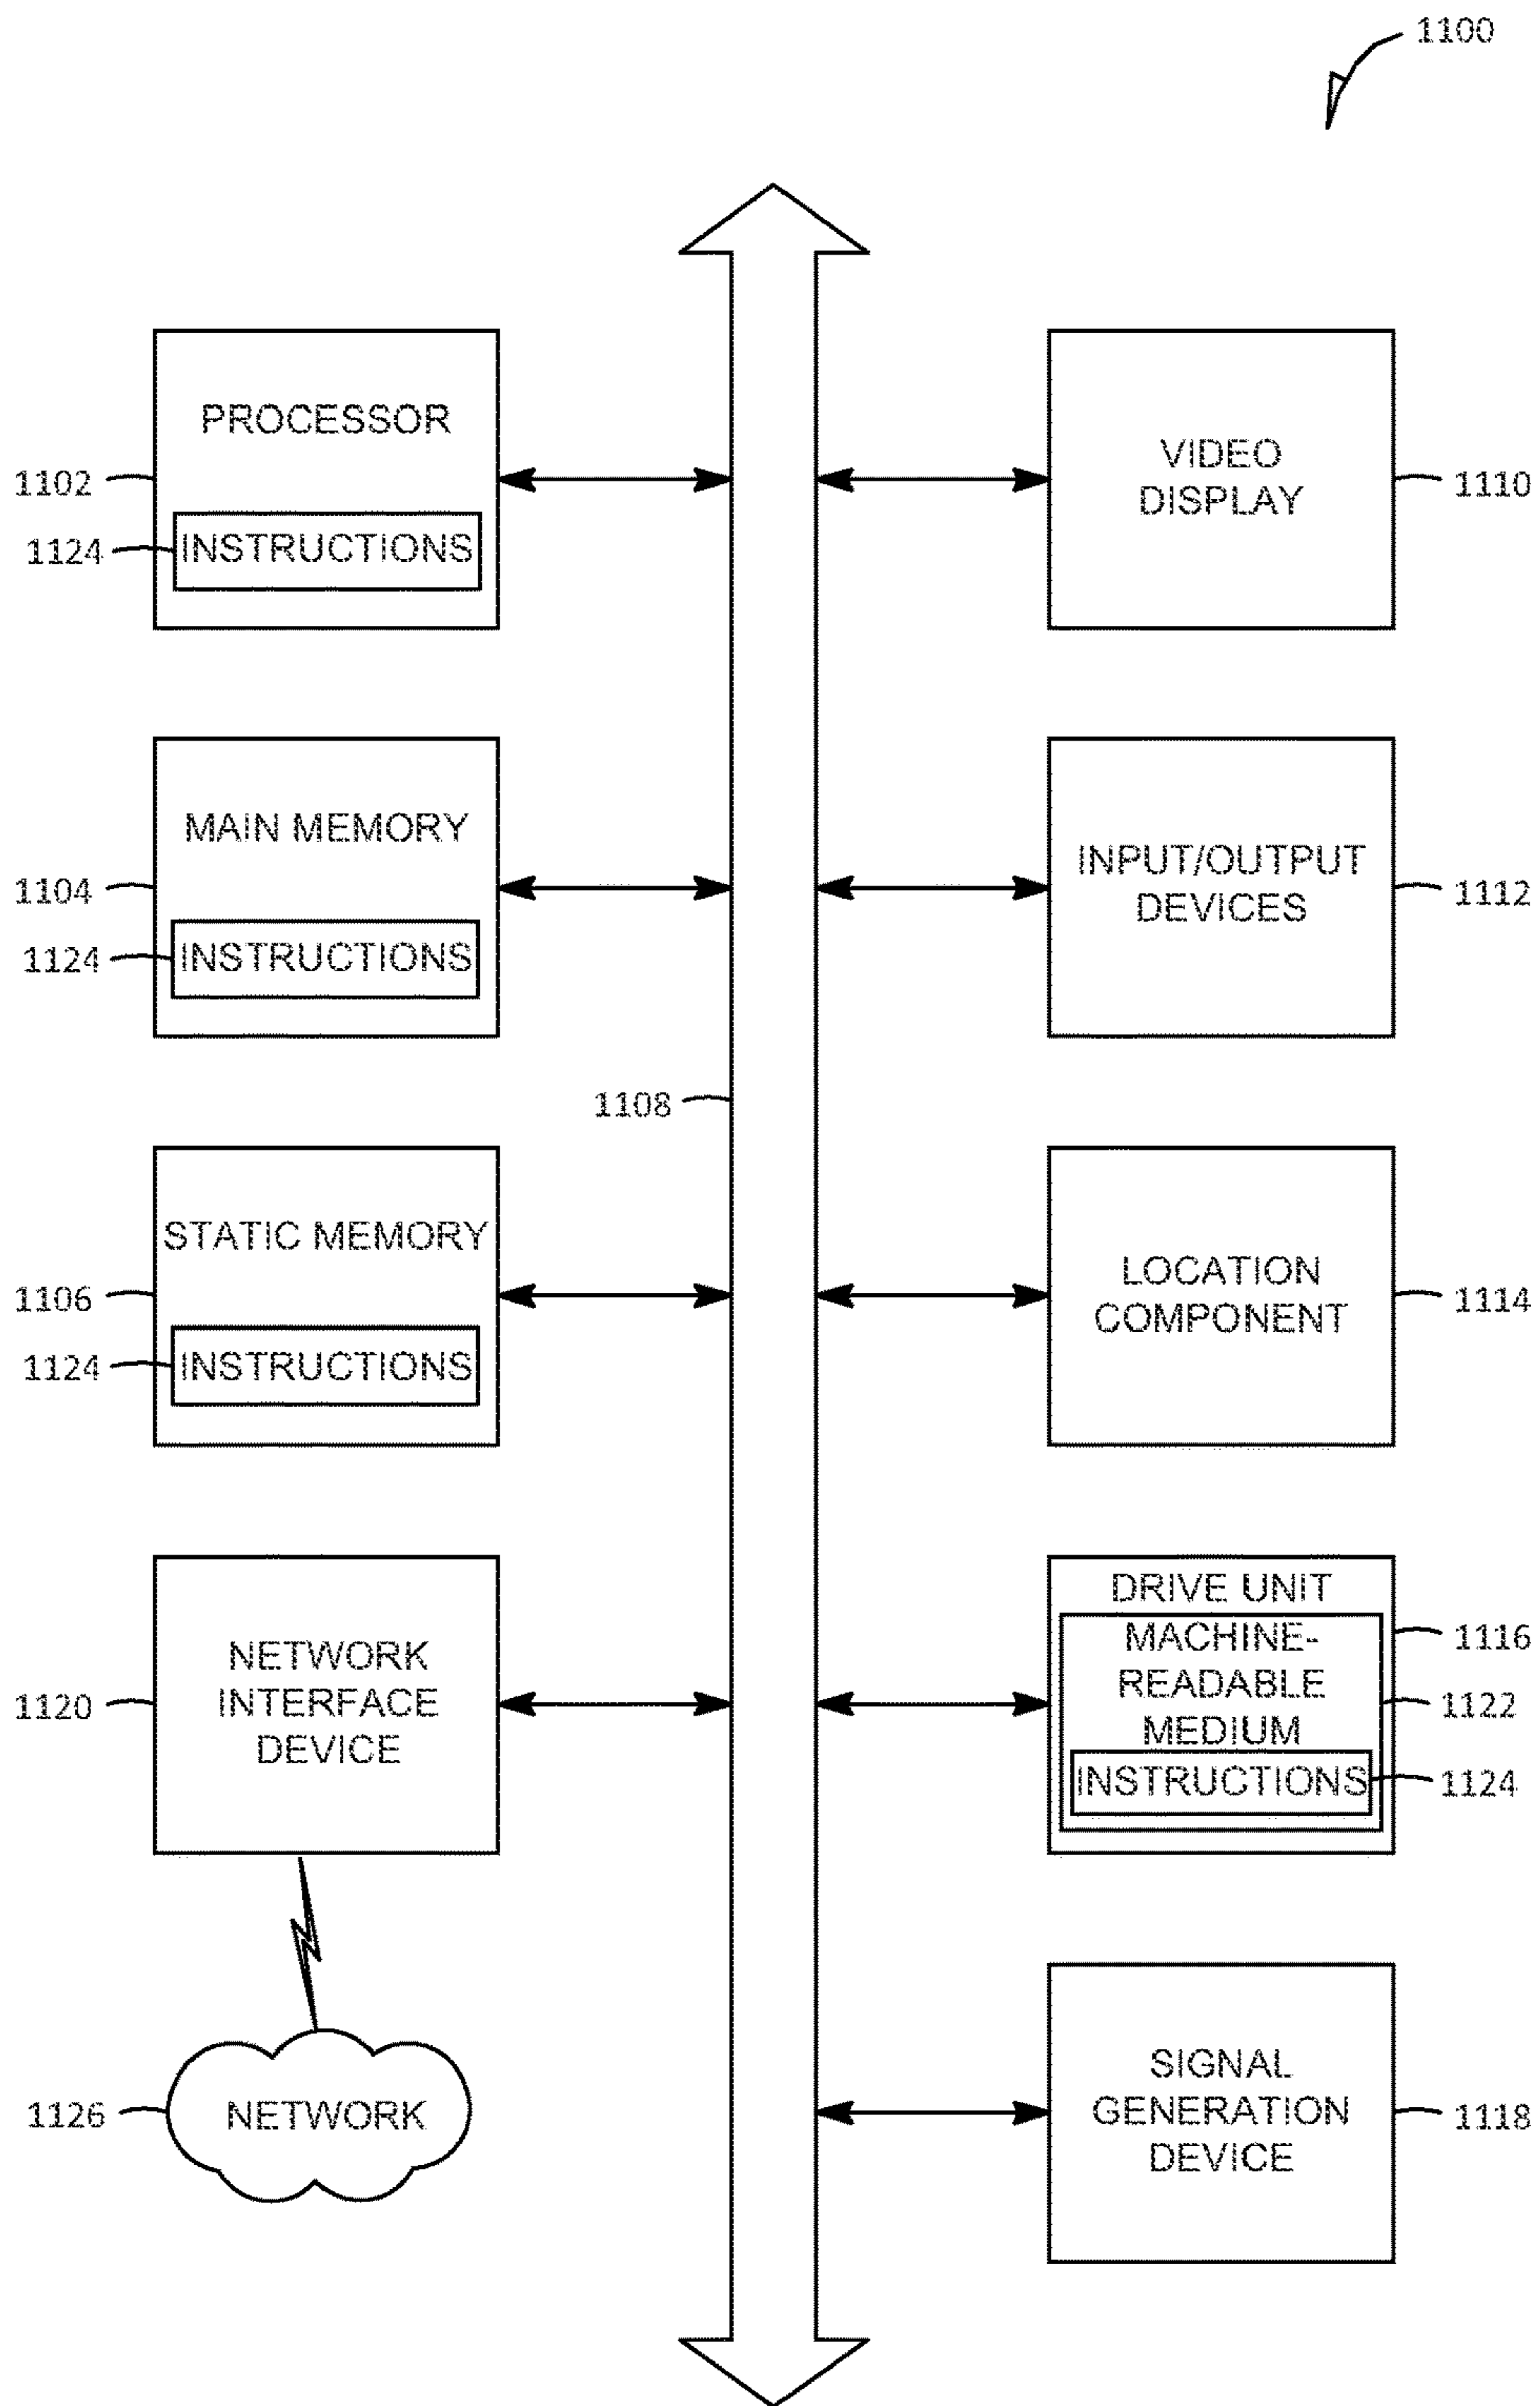 1100
PROCESSOR
1102
1124
INSTRUCTIONS
VIDEO
DISPLAY
1110
MAIN MEMORY
1104
1124
INSTRUCTIONS
INPUT/OUTPUT
DEVICES
1112
1108
STATIC MEMORY
1106
1124
INSTRUCTIONS
LOCATION
COMPONENT
1114
NETWORK
INTERFACE
DEVICE
1120
DRIVE UNIT
MACHINE-
READABLE
MEDIUM
INSTRUCTIONS
1116
1122
1124
1126
NETWORK
SIGNAL
GENERATION
DEVICE
1118